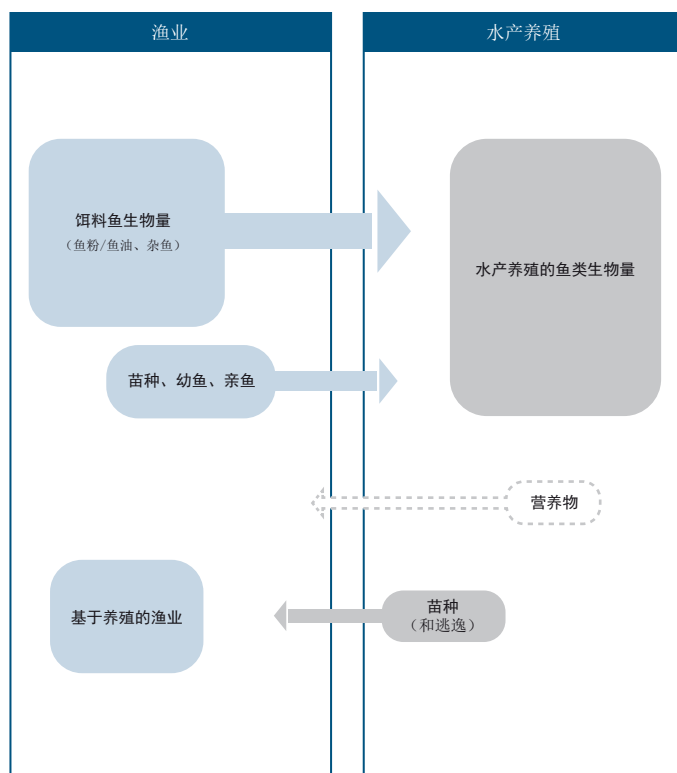 渔业
水产养殖
饵料鱼生物量
（鱼粉/鱼油、杂鱼）
水产养殖的鱼类生物量
苗种、幼鱼、亲鱼
营养物
基于养殖的渔业
苗种
（和逃逸）